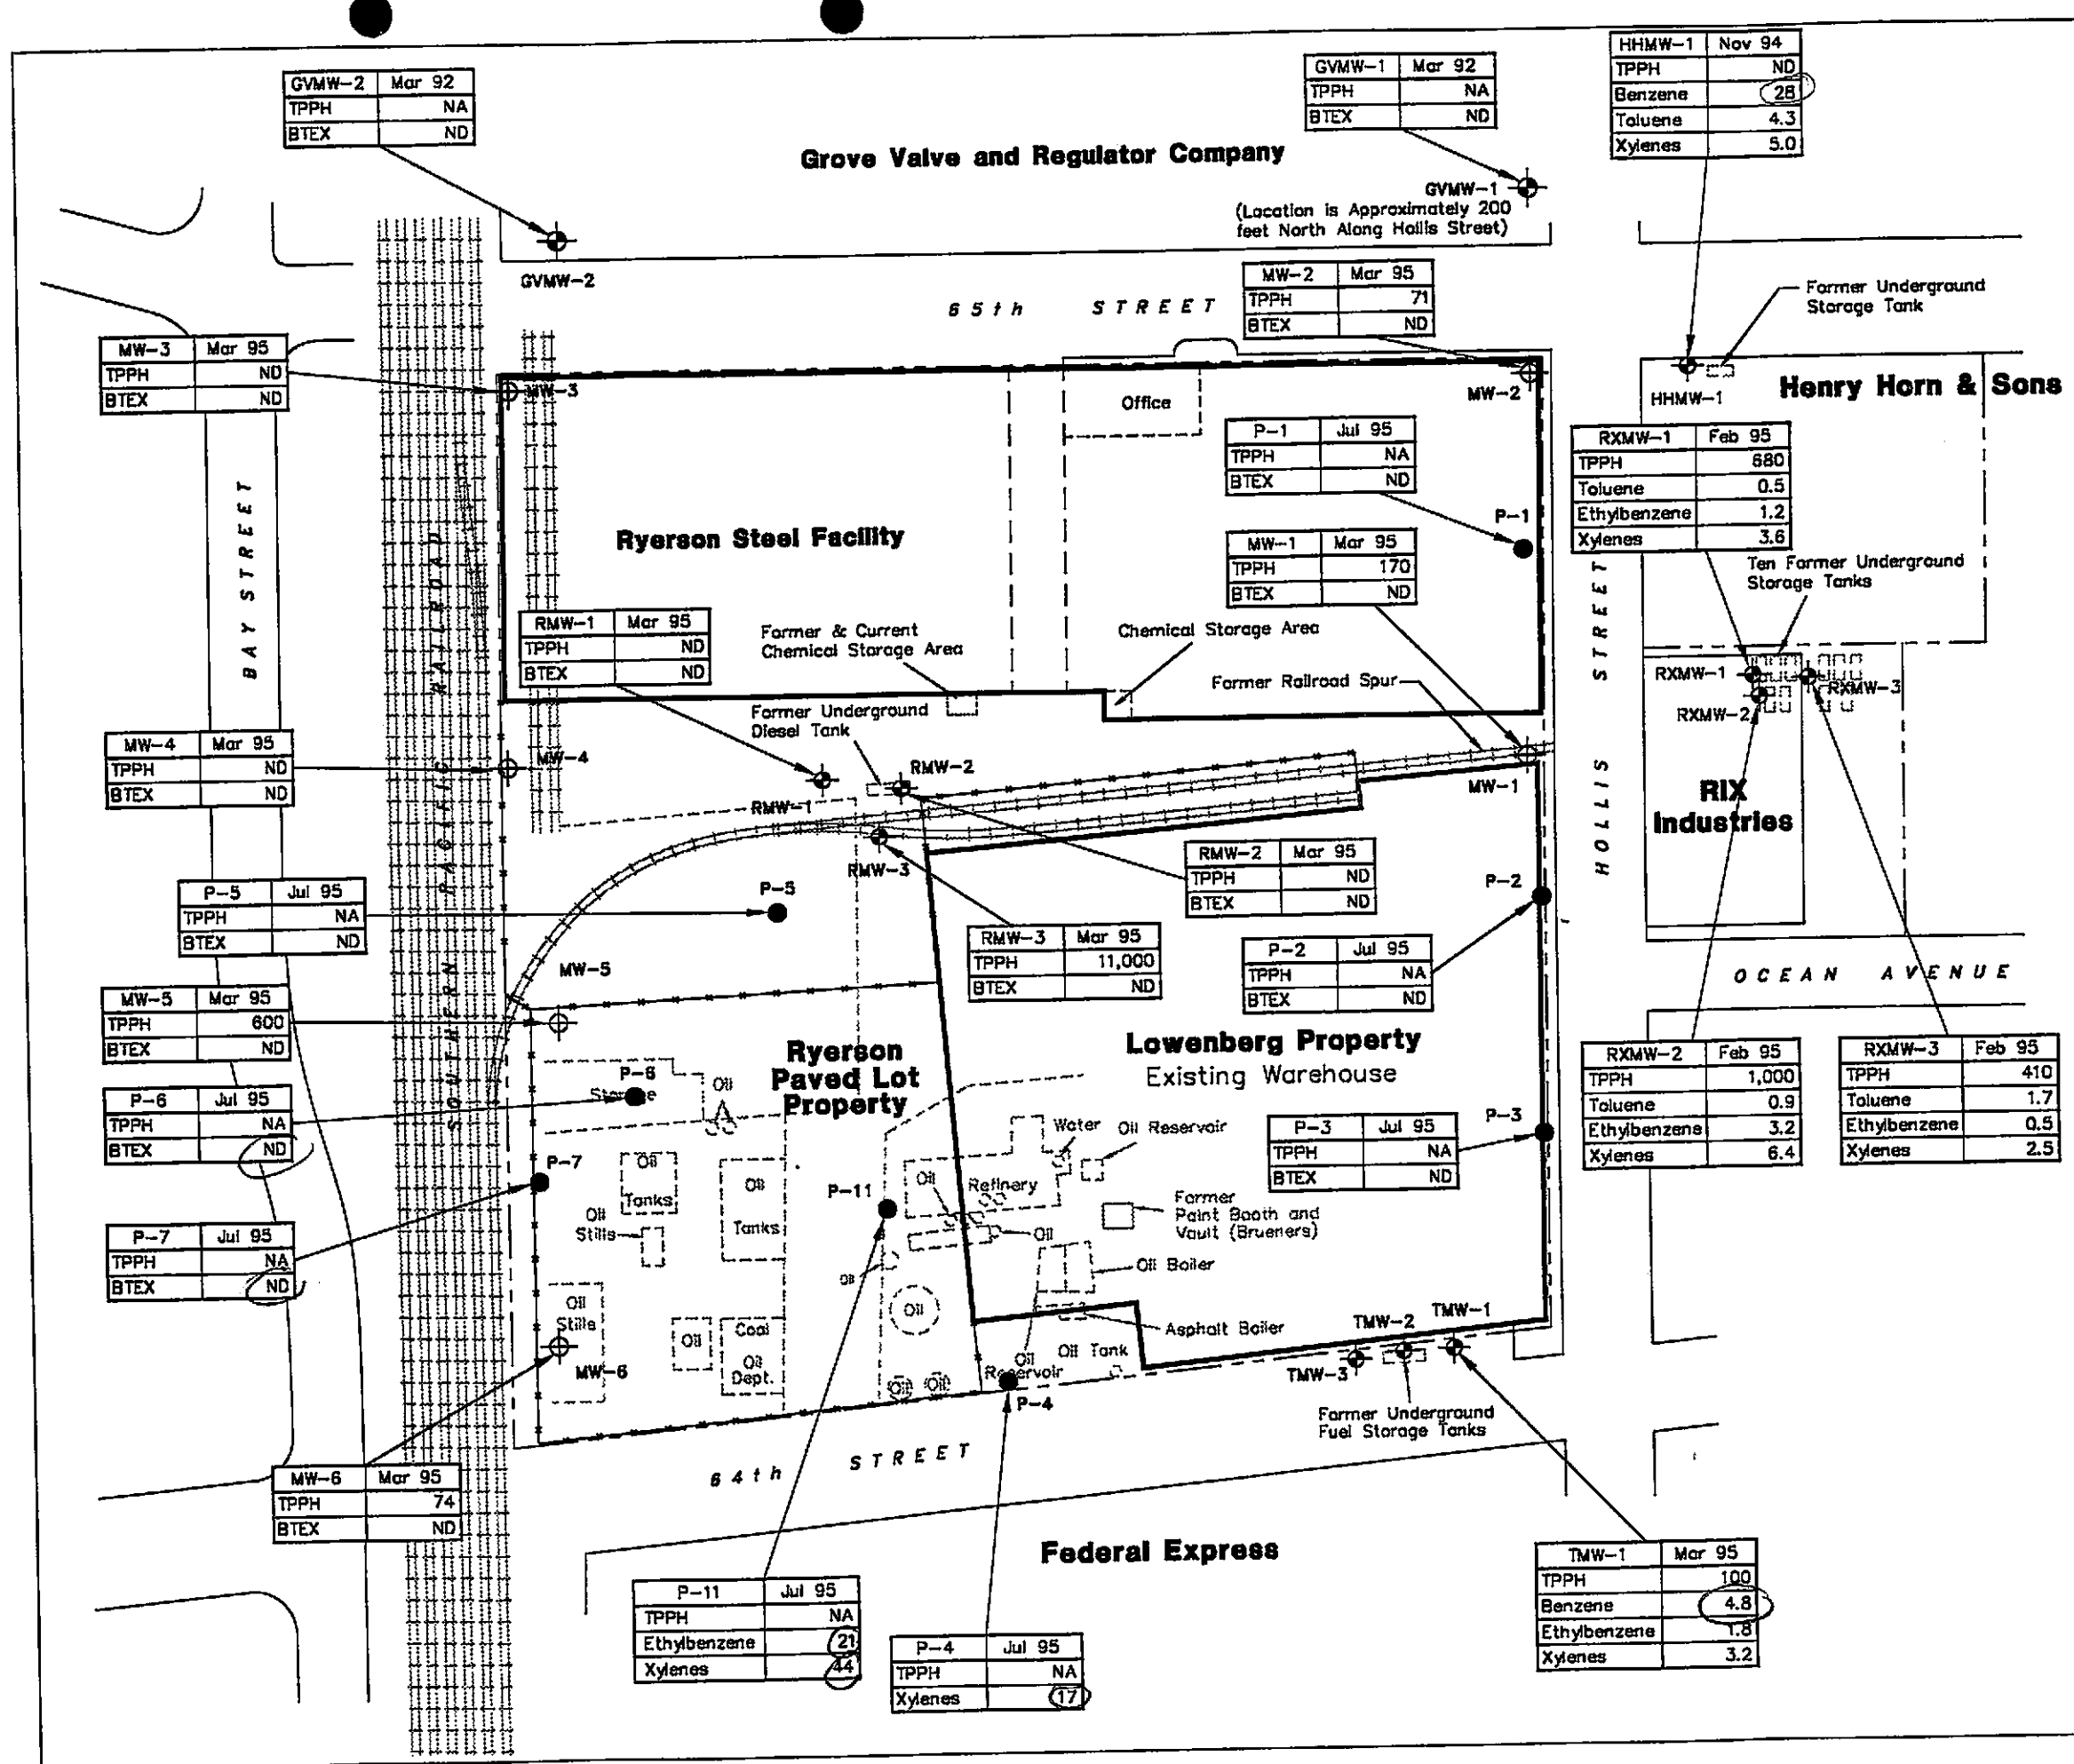 GVMW-2 Mar 92
TPPH NA
BTEX ND
GVMW-1 Mar 92
TPPH NA
BTEX ND
HHMW-1 Nov 94
TPPH ND
Benzene 28
Toluene 4.3
Xylenes 5.0
Grove Valve and Regulator Company
GVMW-1
(Location is Approximately 200
feet North Along Hollis Street)
GVMW-2
65th STREET
MW-2 Mar 95
TPPH 71
BTEX ND
Former Underground
Storage Tank
MW-3 Mar 95
TPPH ND
BTEX ND
MW-3
Office
MW-2
HHMW-1
Henry Horn & Sons
P-1 Jul 95
TPPH NA
BTEX ND
P-1
RXMW-1 Feb 95
TPPH 680
Toluene 0.5
Ethylbenzene 1.2
Xylenes 3.6
BAY STREET
SOUTHERN PACIFIC RAILROAD
Ryerson Steel Facility
MW-1 Mar 95
TPPH 170
BTEX ND
HOLLIS STREET
Ten Former Underground
Storage Tanks
RMW-1 Mar 95
TPPH ND
BTEX ND
Former & Current
Chemical Storage Area
Chemical Storage Area
Former Railroad Spur
RXMW-1
RXMW-3
RXMW-2
Former Underground
Diesel Tank
MW-4 Mar 95
TPPH ND
BTEX ND
MW-4
RMW-2
RMW-1
MW-1
RIX
Industries
RMW-3
RMW-2 Mar 95
TPPH ND
BTEX ND
P-5 Jul 95
TPPH NA
BTEX ND
P-5
P-2
RMW-3 Mar 95
TPPH 11,000
BTEX ND
P-2 Jul 95
TPPH NA
BTEX ND
MW-5
OCEAN AVENUE
MW-5 Mar 95
TPPH 600
BTEX ND
Ryerson
Paved Lot
Property
Lowenberg Property
Existing Warehouse
RXMW-2 Feb 95
TPPH 1,000
Toluene 0.9
Ethylbenzene 3.2
Xylenes 6.4
RXMW-3 Feb 95
TPPH 410
Toluene 1.7
Ethylbenzene 0.5
Xylenes 2.5
P-6 Jul 95
TPPH NA
BTEX ND
P-6
Storage
Oil
Water
Oil Reservoir
P-3 Jul 95
TPPH NA
BTEX ND
P-3
P-7
Oil
Tanks
Oil
Stills
Oil
Tanks
P-11
Oil
Refinery
Former
Paint Booth and
Vault (Brueners)
P-7 Jul 95
TPPH NA
BTEX ND
Oil
Oil
Oil Boiler
Oil
Stills
Oil
Coal
Oil
Dept.
Oil
Asphalt Boiler
TMW-2
TMW-1
MW-6
Oil
Oil
Oil
Reservoir
Oil Tank
TMW-3
P-4
Former Underground
Fuel Storage Tanks
64th STREET
MW-6 Mar 95
TPPH 74
BTEX ND
Federal Express
P-11 Jul 95
TPPH NA
Ethylbenzene 21
Xylenes 44
P-4 Jul 95
TPPH NA
Xylenes 17
TMW-1 Mar 95
TPPH 100
Benzene 4.8
Ethylbenzene 1.8
Xylenes 3.2